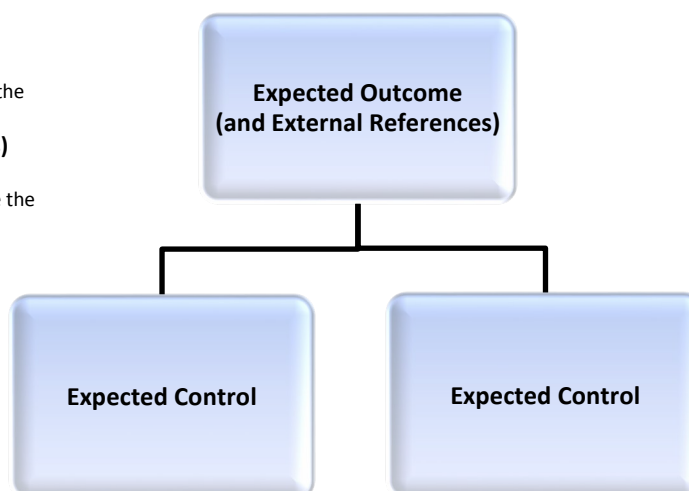 the
)
e the
Expected Outcome
(and External References)
Expected Control
Expected Control